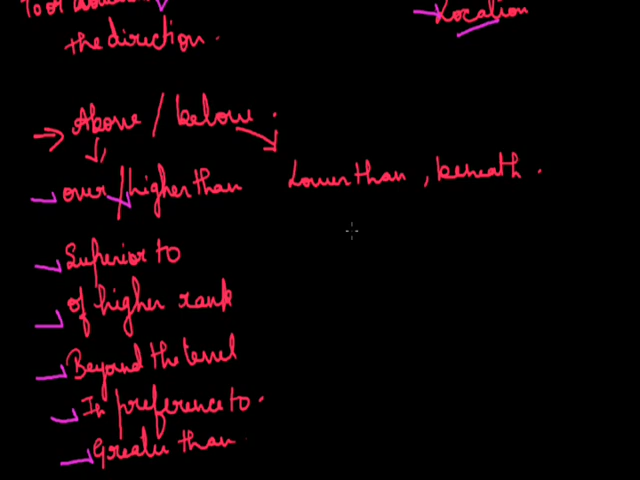 the direction.
Location
Above / below.
over/higher than
Lower than, beneath.
Superior to
of higher rank
Beyond the level
In preference to.
Greater than